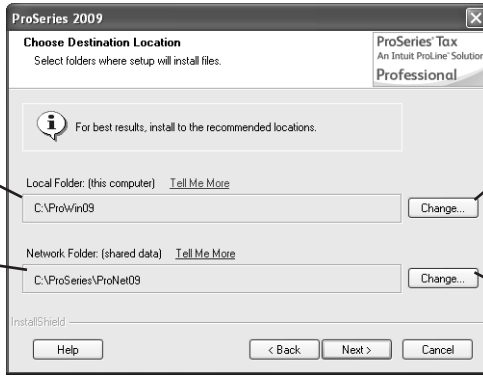 ProSeries 2009
Choose Destination Location
Select folders where setup will install files.
ProSeries® Tax
An Intuit ProLine® Solution
Professional
For best results, install to the recommended locations.
Local Folder: (this computer) Tell Me More
C:\ProWin09
Change...
Network Folder: (shared data) Tell Me More
C:\ProSeries\ProNet09
Change...
InstallShield
Help
< Back
Next >
Cancel